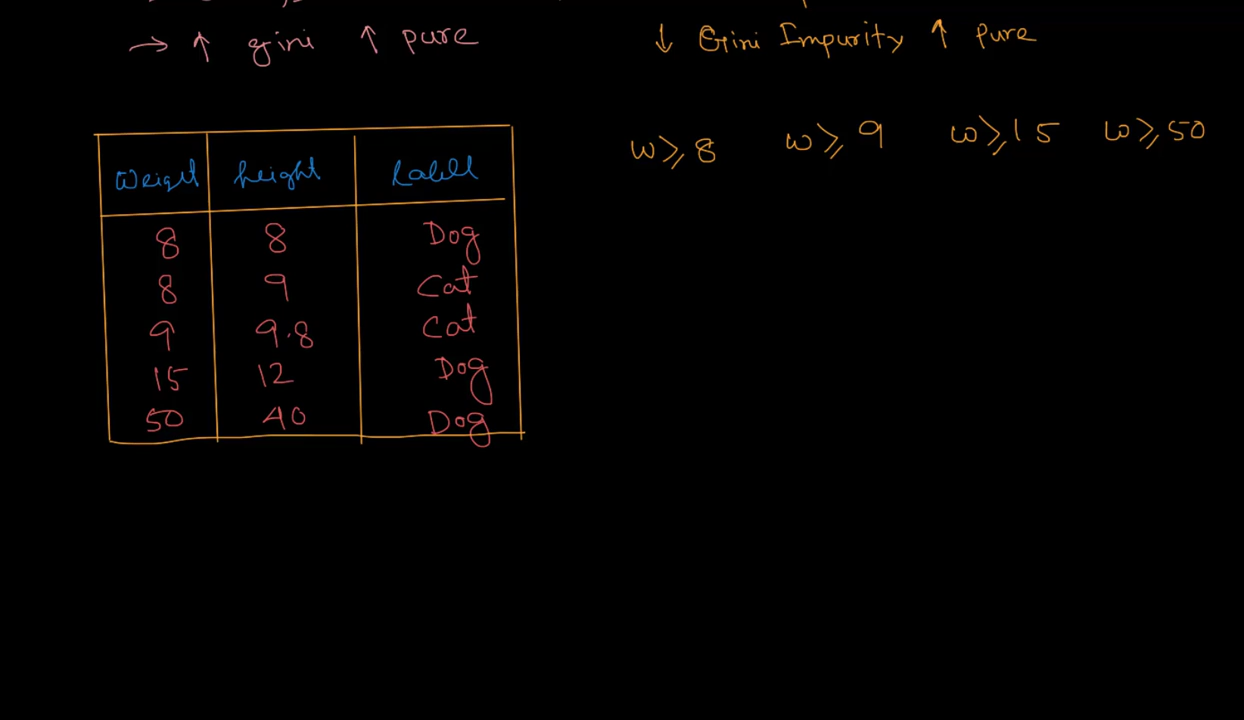 → ↑ gini ↑ pure
↓ Gini Impurity ↑ Pure
w≥8 w≥9 w≥15 w≥50
Weight height Labell
8 8 Dog
8 9 Cat
9 9.8 Cat
15 12 Dog
50 40 Dog